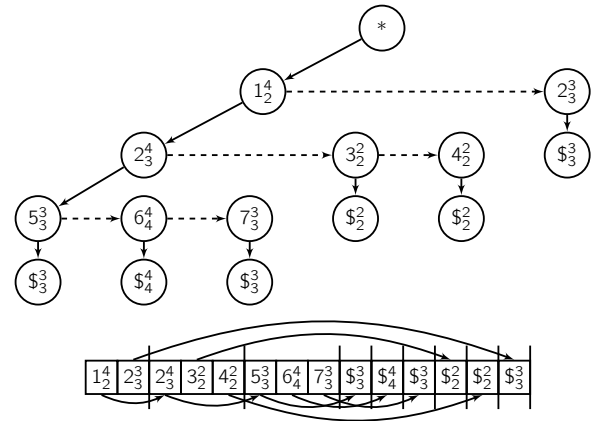 *
1⁴₂ 2³₃
2⁴₃ 3²₂ 4²₂ $³₃
5³₃ 6⁴₄ 7³₃ $²₂ $²₂
$³₃ $⁴₄ $³₃
1⁴₂ 2³₃ 2⁴₃ 3²₂ 4²₂ 5³₃ 6⁴₄ 7³₃ $³₃ $⁴₄ $³₃ $²₂ $²₂ $³₃